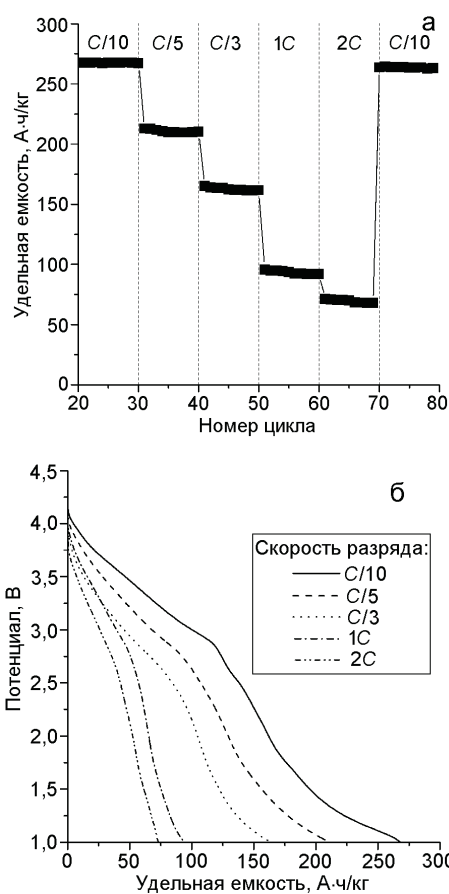 а
300
250
200
150
100
50
0
C/10 C/5 C/3 1C 2C C/10
Удельная емкость, А·ч/кг
20 30 40 50 60 70 80
Номер цикла
б
4,5
4,0
3,5
3,0
2,5
2,0
1,5
1,0
Потенциал, В
Скорость разряда:
C/10
C/5
C/3
1C
2C
0 50 100 150 200 250 300
Удельная емкость, А·ч/кг